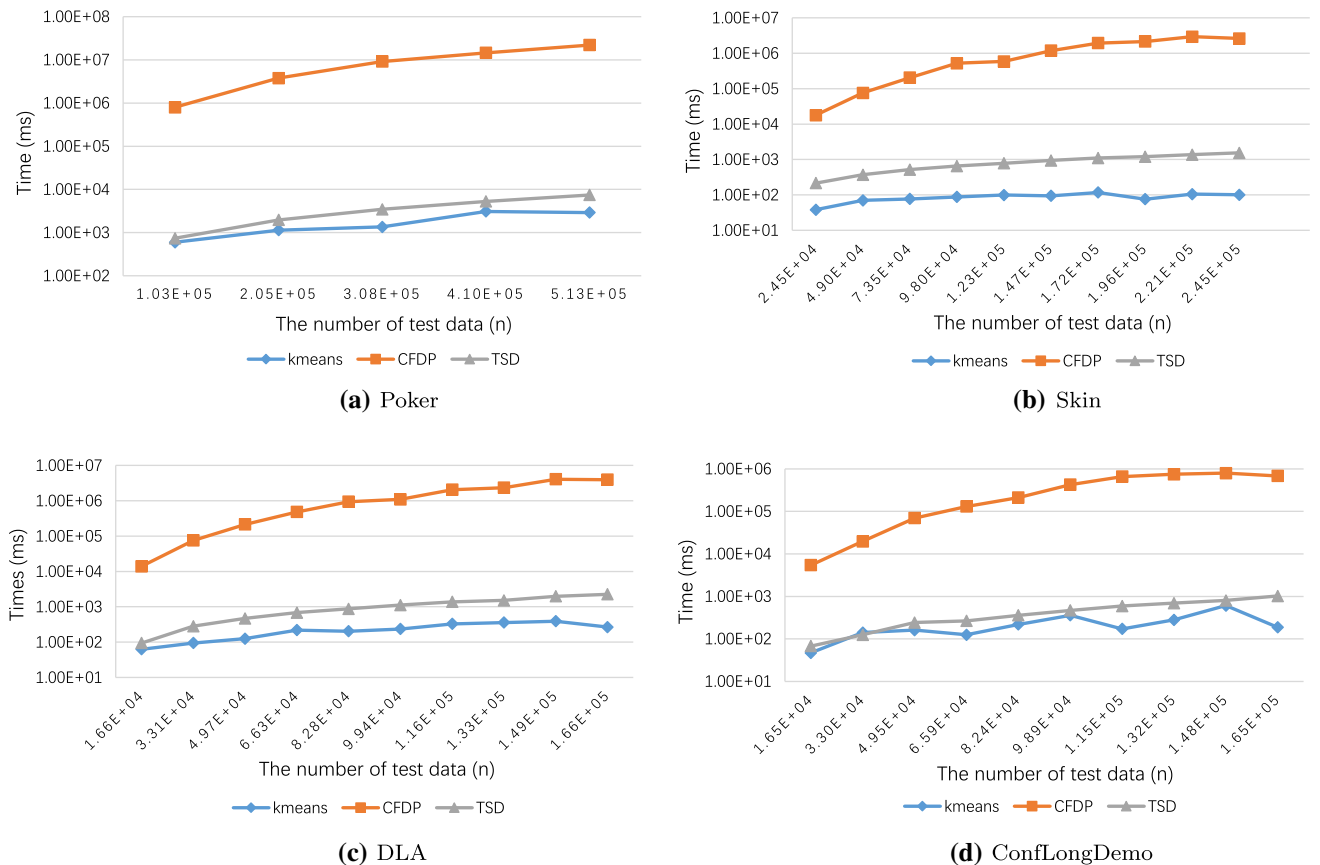 1.00E+08
1.00E+07
1.00E+06
1.00E+05
1.00E+04
1.00E+03
1.00E+02
Time (ms)
1.03E+05 2.05E+05 3.08E+05 4.10E+05 5.13E+05
The number of test data (n)
kmeans CFDP TSD
(a) Poker
1.00E+07
1.00E+06
1.00E+05
1.00E+04
1.00E+03
1.00E+02
1.00E+01
Time (ms)
2.45E+04 4.90E+04 7.35E+04 9.80E+04 1.23E+05 1.47E+05 1.72E+05 1.96E+05 2.21E+05 2.45E+05
The number of test data (n)
kmeans CFDP TSD
(b) Skin
1.00E+07
1.00E+06
1.00E+05
1.00E+04
1.00E+03
1.00E+02
1.00E+01
Times (ms)
1.66E+04 3.31E+04 4.97E+04 6.63E+04 8.28E+04 9.94E+04 1.16E+05 1.33E+05 1.49E+05 1.66E+05
The number of test data (n)
kmeans CFDP TSD
(c) DLA
1.00E+06
1.00E+05
1.00E+04
1.00E+03
1.00E+02
1.00E+01
Time (ms)
1.65E+04 3.30E+04 4.95E+04 6.59E+04 8.24E+04 9.89E+04 1.15E+05 1.32E+05 1.48E+05 1.65E+05
The number of test data (n)
kmeans CFDP TSD
(d) ConfLongDemo